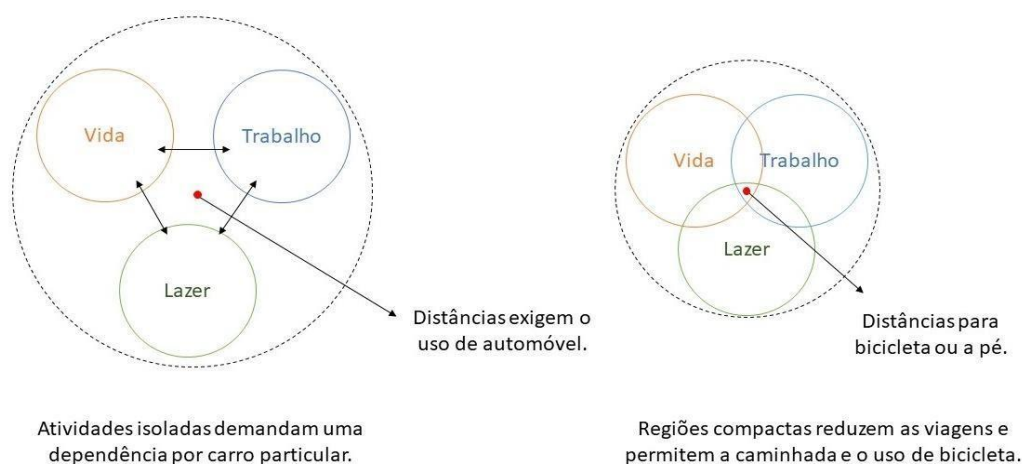 Vida
Trabalho
Lazer
Distâncias exigem o
uso de automóvel.
Atividades isoladas demandam uma
dependência por carro particular.
Vida
Trabalho
Lazer
Distâncias para
bicicleta ou a pé.
Regiões compactas reduzem as viagens e
permitem a caminhada e o uso de bicicleta.